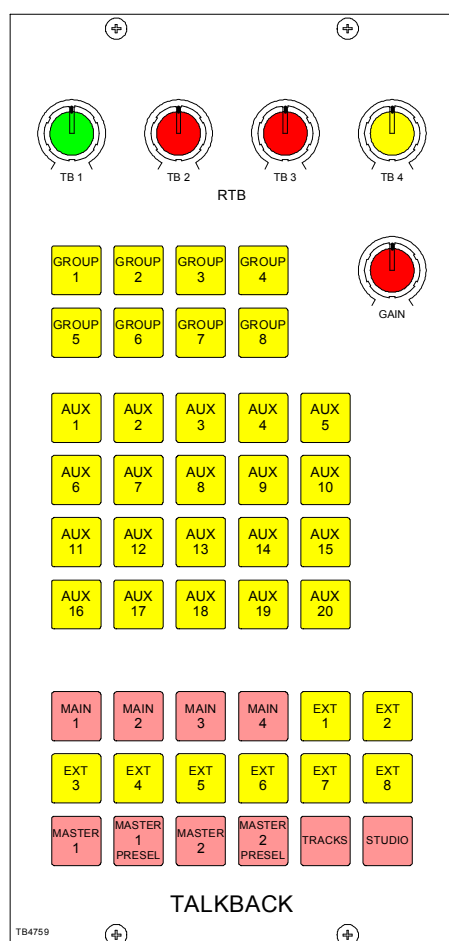 TB 1 TB 2 TB 3 TB 4
RTB
GAIN
GROUP GROUP GROUP GROUP
1 2 3 4
GROUP GROUP GROUP GROUP
5 6 7 8
AUX AUX AUX AUX AUX
1 2 3 4 5
AUX AUX AUX AUX AUX
6 7 8 9 10
AUX AUX AUX AUX AUX
11 12 13 14 15
AUX AUX AUX AUX AUX
16 17 18 19 20
MAIN MAIN MAIN MAIN EXT EXT
1 2 3 4 1 2
EXT EXT EXT EXT EXT EXT
3 4 5 6 7 8
MASTER 1
MASTER 1 PRESEL
MASTER 2
MASTER 2 PRESEL
TRACKS
STUDIO
TALKBACK
TB4759